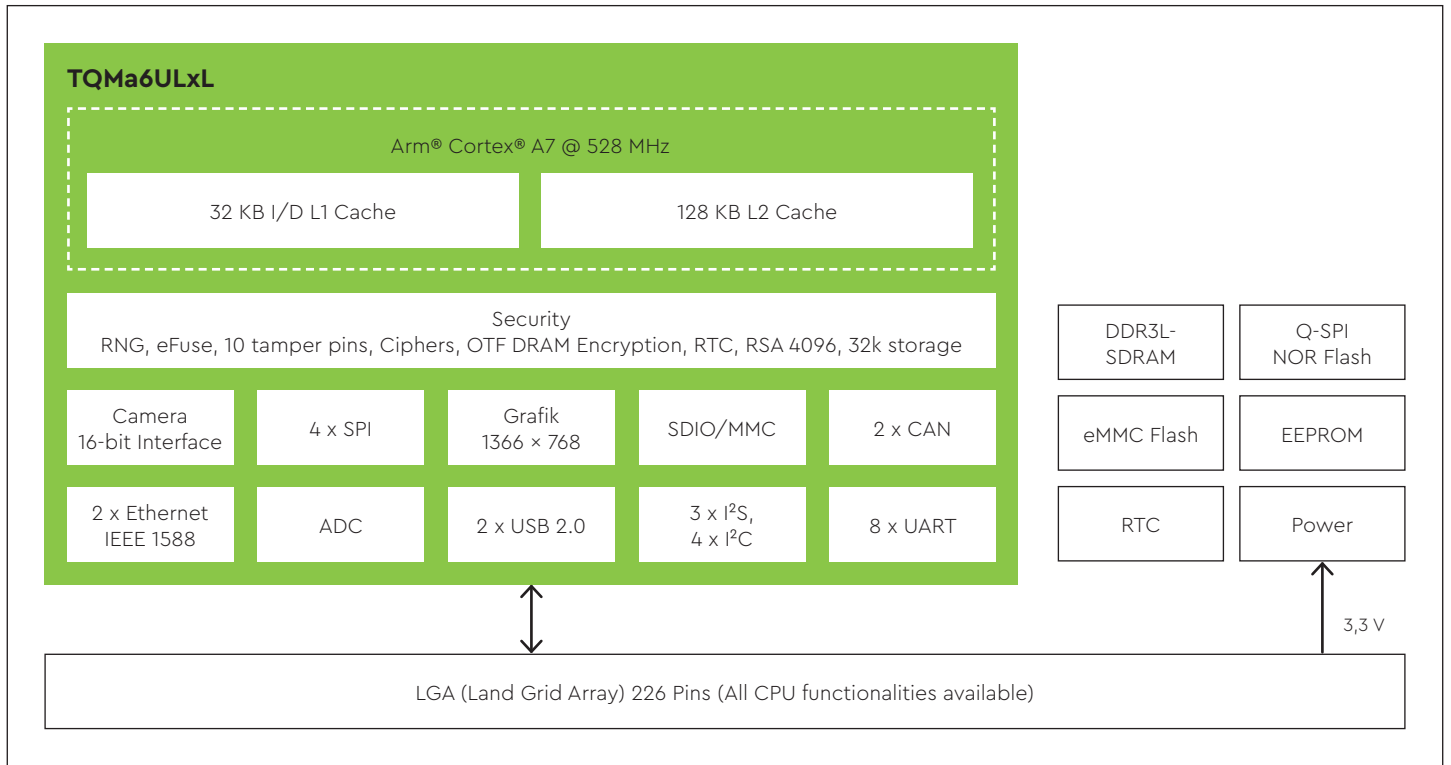 TQMa6ULxL
Arm® Cortex® A7 @ 528 MHz
32 KB I/D L1 Cache
128 KB L2 Cache
Security
RNG, eFuse, 10 tamper pins, Ciphers, OTF DRAM Encryption, RTC, RSA 4096, 32k storage
Camera
16-bit Interface
4 x SPI
Grafik
1366 × 768
SDIO/MMC
2 x CAN
2 x Ethernet
IEEE 1588
ADC
2 x USB 2.0
3 x I²S,
4 x I²C
8 x UART
DDR3L-
SDRAM
Q-SPI
NOR Flash
eMMC Flash
EEPROM
RTC
Power
3,3 V
LGA (Land Grid Array) 226 Pins (All CPU functionalities available)